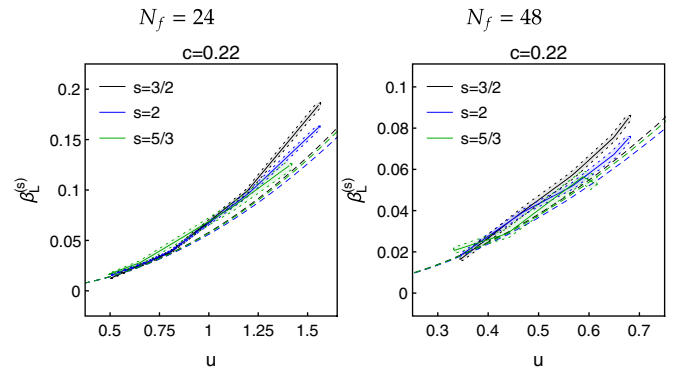 N_f = 24
c=0.22
s=3/2
s=2
s=5/3
0.2
0.15
0.1
0.05
0
β_L^(s)
0.5 0.75 1 1.25 1.5
u
N_f = 48
c=0.22
s=3/2
s=2
s=5/3
0.1
0.08
0.06
0.04
0.02
0
β_L^(s)
0.3 0.4 0.5 0.6 0.7
u